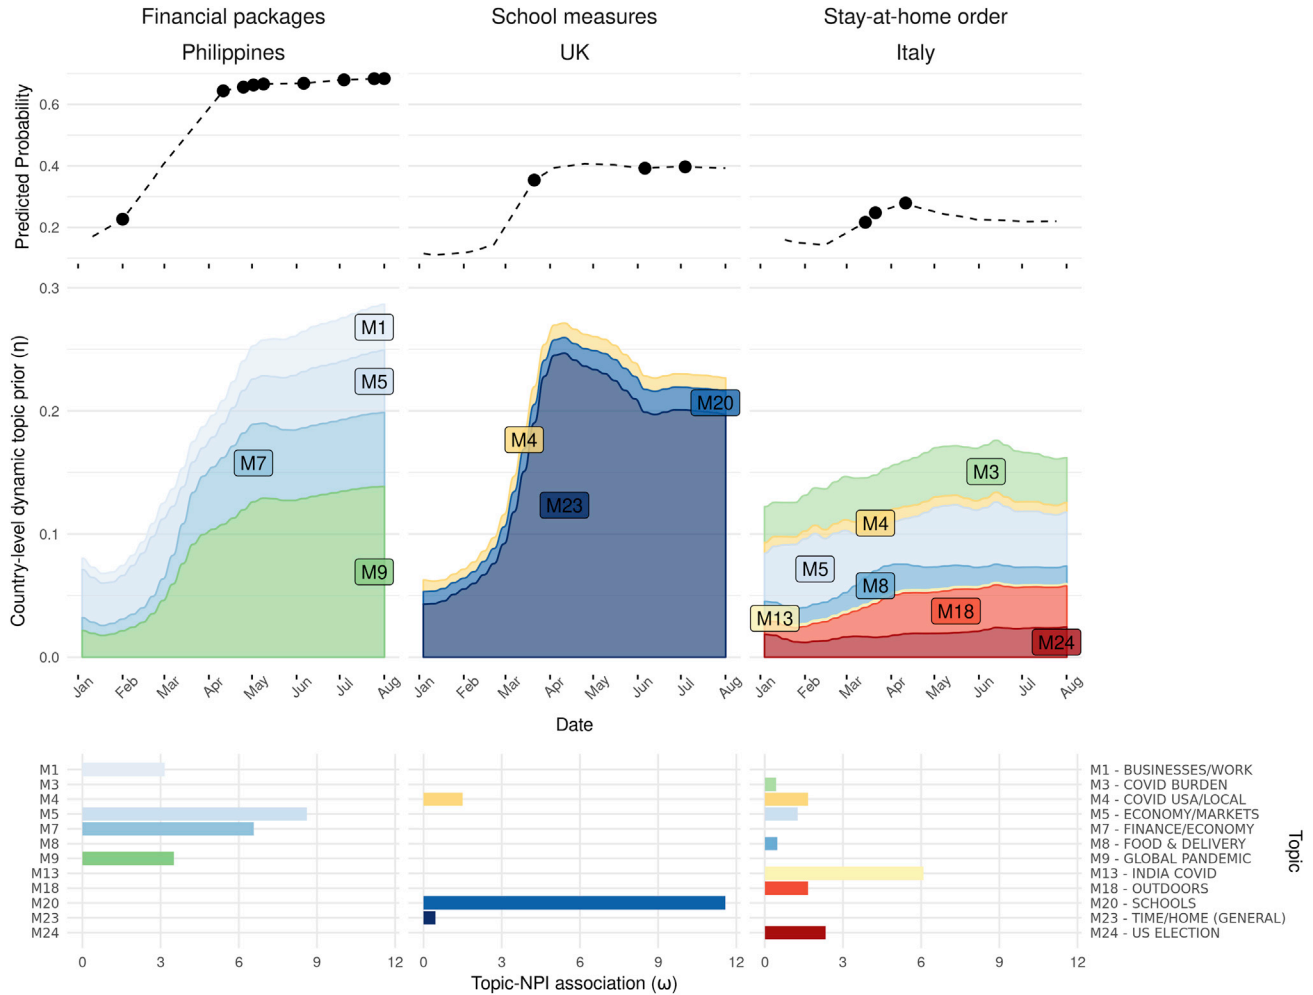 Financial packages
School measures
Stay-at-home order
Philippines
UK
Italy
Predicted Probability
0.6
0.4
0.2
Country-level dynamic topic prior (η)
0.3
0.2
0.1
0.0
M1
M5
M7
M9
M4
M20
M23
M3
M4
M5
M8
M13
M18
M24
Jan Feb Mar Apr May Jun Jul Aug
Jan Feb Mar Apr May Jun Jul Aug
Jan Feb Mar Apr May Jun Jul Aug
Date
M1
M3
M4
M5
M7
M8
M9
M13
M18
M20
M23
M24
M1 - BUSINESSES/WORK
M3 - COVID BURDEN
M4 - COVID USA/LOCAL
M5 - ECONOMY/MARKETS
M7 - FINANCE/ECONOMY
M8 - FOOD & DELIVERY
M9 - GLOBAL PANDEMIC
M13 - INDIA COVID
M18 - OUTDOORS
M20 - SCHOOLS
M23 - TIME/HOME (GENERAL)
M24 - US ELECTION
Topic
0 3 6 9 12
0 3 6 9 12
0 3 6 9 12
Topic-NPI association (ω)